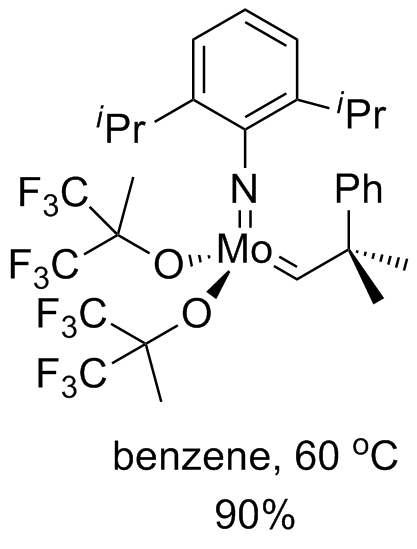 ⁱPr ⁱPr
N Ph
F₃C
F₃C O Mo
F₃C O
F₃C
benzene, 60 ºC
90%